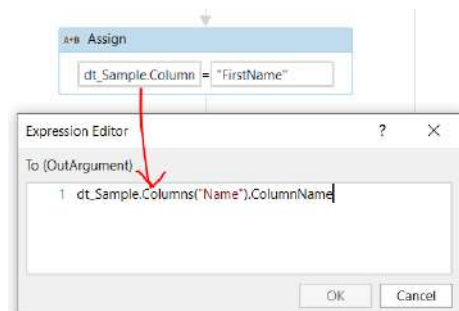 A+B Assign
dt_Sample.Column = "FirstName"
Expression Editor ? ×
To (OutArgument)
1 dt_Sample.Columns("Name").ColumnName
OK Cancel